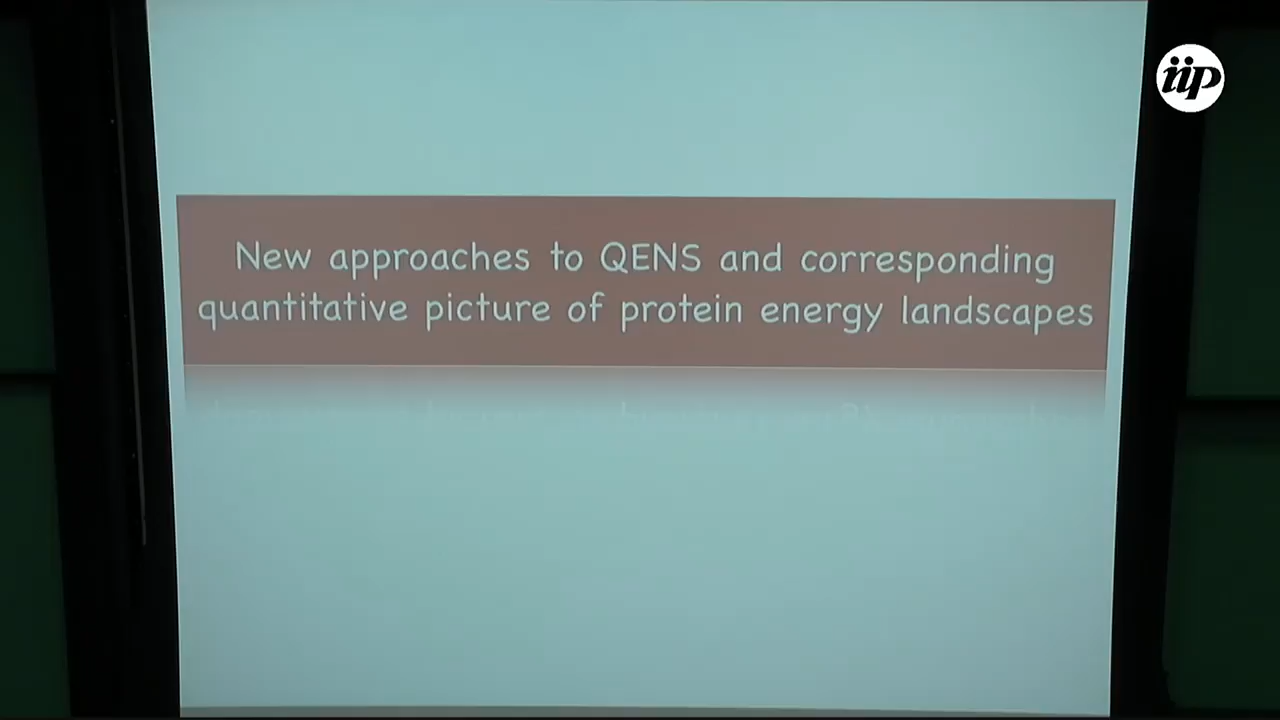 iip
New approaches to QENS and corresponding
quantitative picture of protein energy landscapes